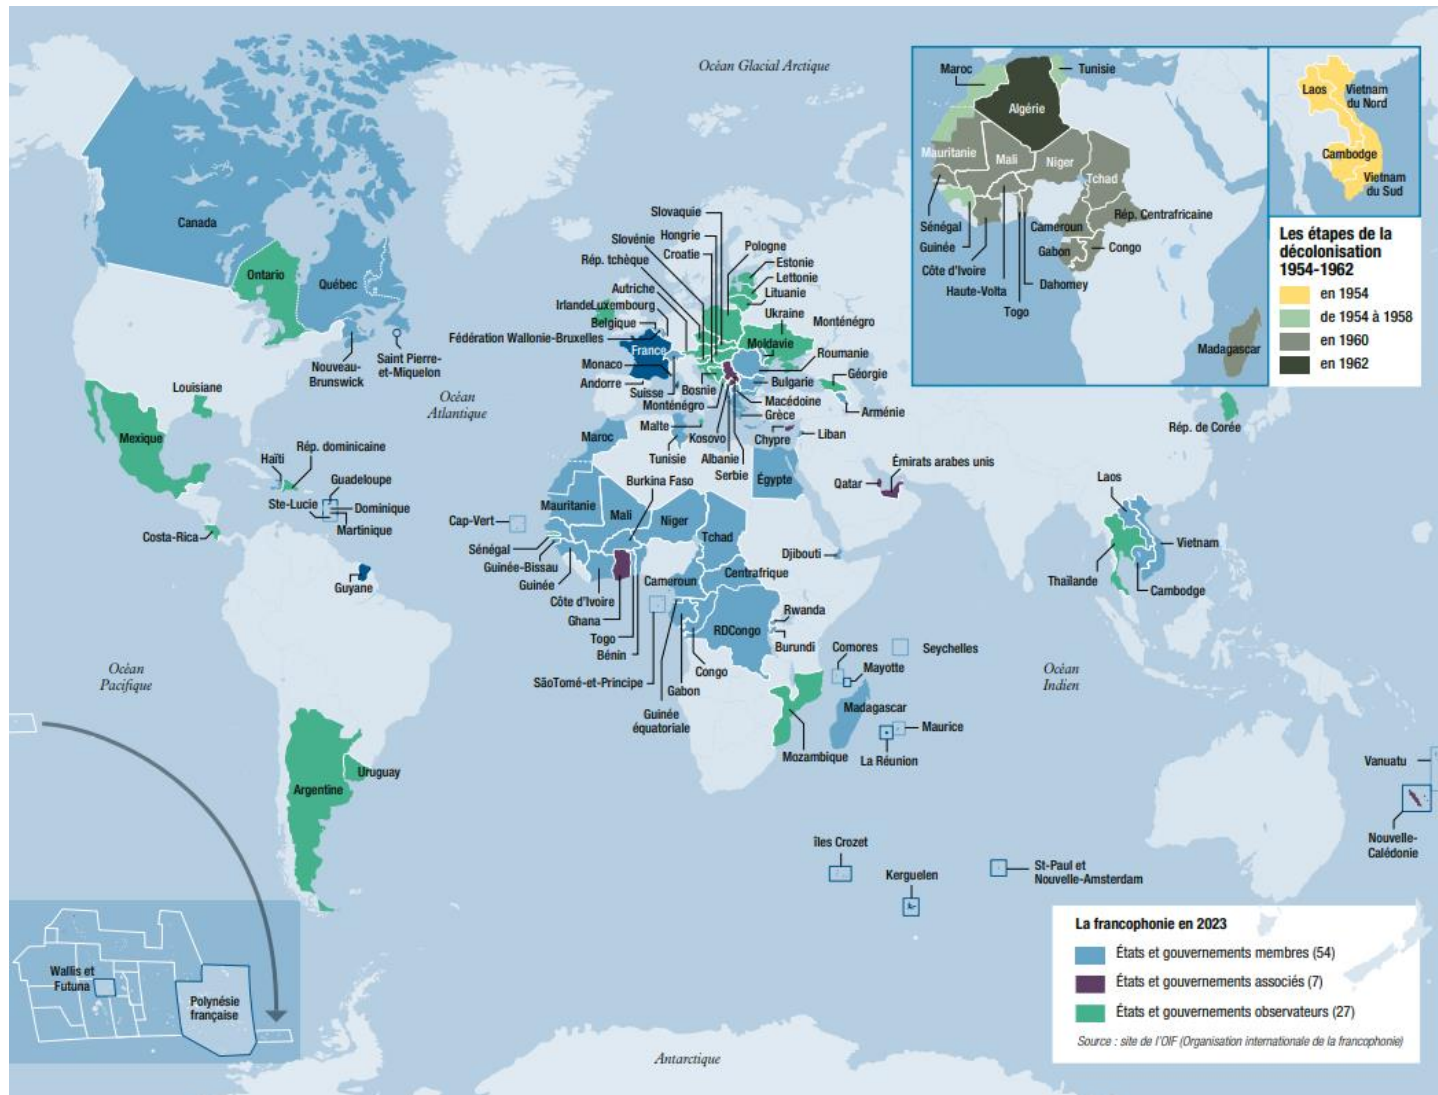 Océan Glacial Arctique
Canada
Ontario
Québec
Nouveau-
Brunswick
Saint Pierre-
et-Miquelon
Louisiane
Mexique
Haïti
Rép. dominicaine
Guadeloupe
Ste-Lucie
Dominique
Martinique
Costa-Rica
Guyane
Océan
Atlantique
Océan
Pacifique
Argentine
Uruguay
Wallis et
Futuna
Polynésie
française
Slovaquie
Slovénie
Hongrie
Pologne
Rép. tchèque
Croatie
Estonie
Lettonie
Autriche
Lituanie
Irlande
Luxembourg
Ukraine
Belgique
Monténégro
Fédération Wallonie-Bruxelles
France
Moldavie
Roumanie
Monaco
Géorgie
Andorre
Suisse
Bosnie
Bulgarie
Monténégro
Macédoine
Arménie
Grèce
Malte
Kosovo
Chypre
Liban
Maroc
Tunisie
Albanie
Serbie
Égypte
Burkina Faso
Émirats arabes unis
Qatar
Mauritanie
Mali
Niger
Tchad
Cap-Vert
Sénégal
Guinée-Bissau
Guinée
Côte d'Ivoire
Ghana
Togo
Bénin
Cameroun
Centrafrique
Djibouti
RDCongo
Rwanda
Burundi
SãoTomé-et-Principe
Gabon
Congo
Guinée
équatoriale
Comores
Mayotte
Seychelles
Madagascar
Maurice
Mozambique
La Réunion
Océan
Indien
îles Crozet
Kerguelen
St-Paul et
Nouvelle-Amsterdam
Antarctique
Rép. de Corée
Laos
Vietnam
Thaïlande
Cambodge
Vanuatu
Nouvelle-
Calédonie
Maroc
Tunisie
Algérie
Mauritanie
Mali
Niger
Tchad
Sénégal
Guinée
Côte d'Ivoire
Haute-Volta
Togo
Dahomey
Cameroun
Gabon
Congo
Rép. Centrafricaine
Madagascar
Laos
Vietnam
du Nord
Cambodge
Vietnam
du Sud
Les étapes de la
décolonisation
1954-1962
en 1954
de 1954 à 1958
en 1960
en 1962
La francophonie en 2023
États et gouvernements membres (54)
États et gouvernements associés (7)
États et gouvernements observateurs (27)
Source : site de l'OIF (Organisation internationale de la francophonie)